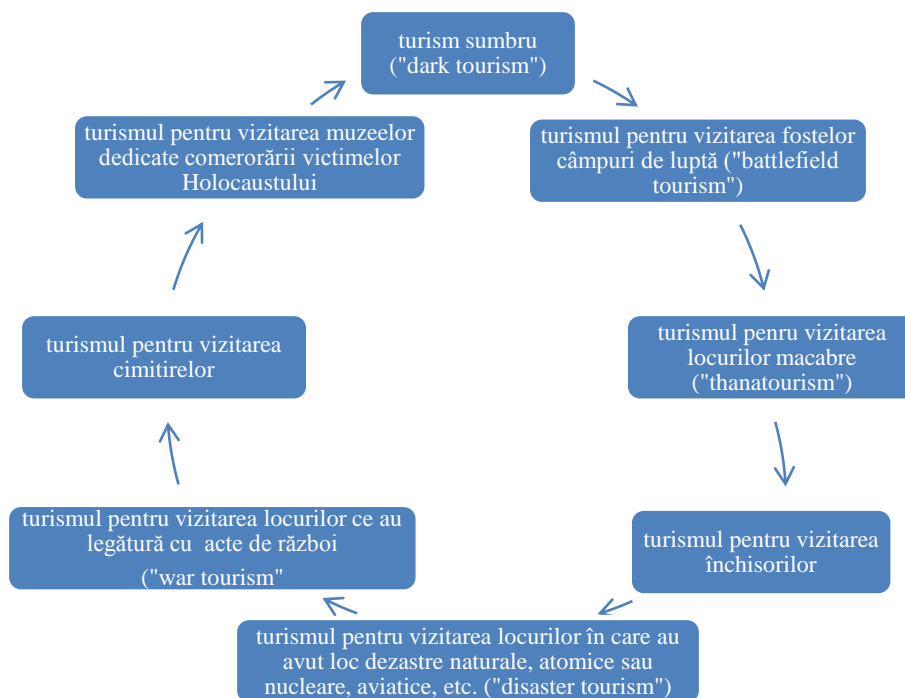 turism sumbru
("dark tourism")
turismul pentru vizitarea fostelor
câmpuri de luptă ("battlefield
tourism")
turismul penru vizitarea
locurilor macabre
("thanatourism")
turismul pentru vizitarea
închisorilor
turismul pentru vizitarea locurilor în care au
avut loc dezastre naturale, atomice sau
nucleare, aviatice, etc. ("disaster tourism")
turismul pentru vizitarea locurilor ce au
legătură cu  acte de război
("war tourism"
turismul pentru vizitarea
cimitirelor
turismul pentru vizitarea muzeelor
dedicate comerorării victimelor
Holocaustului